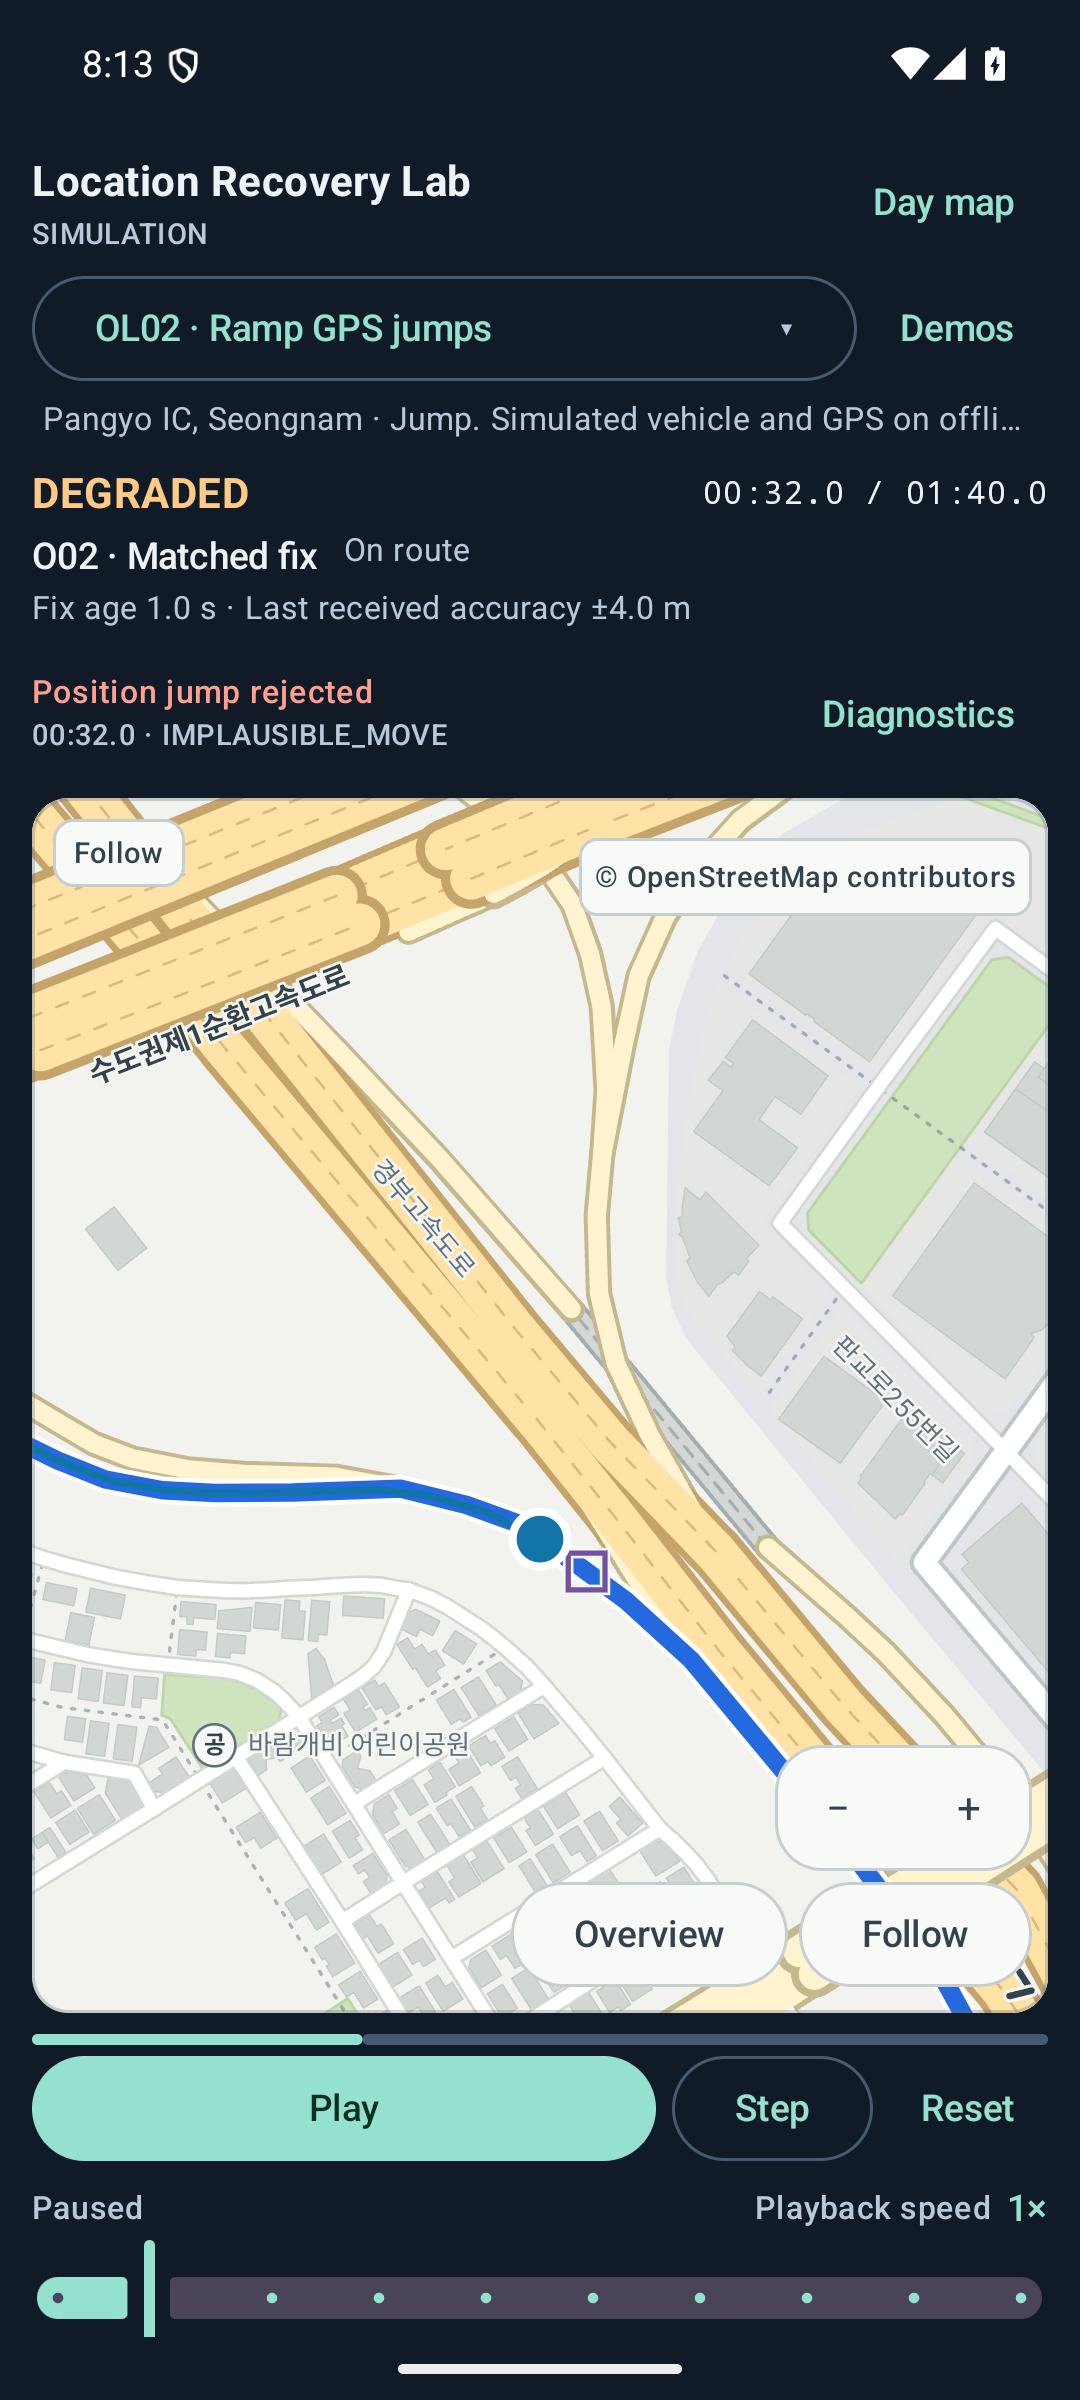 8:13
Location Recovery Lab
SIMULATION
Day map
OL02 · Ramp GPS jumps
Demos
Pangyo IC, Seongnam · Jump. Simulated vehicle and GPS on offli…
DEGRADED
00:32.0 / 01:40.0
O02 · Matched fix On route
Fix age 1.0 s · Last received accuracy ±4.0 m
Position jump rejected
00:32.0 · IMPLAUSIBLE_MOVE
Diagnostics
Follow
© OpenStreetMap contributors
수도권제1순환고속도로
경부고속도로
판교로255번길
공 바람개비 어린이공원
− +
Overview
Follow
Play
Step
Reset
Paused
Playback speed 1×